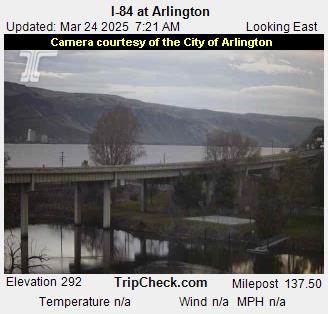 I-84 at Arlington
Updated: Mar 24 2025 7:21 AM Looking East
Camera courtesy of the City of Arlington
Elevation 292 TripCheck.com Milepost 137.50
Temperature n/a Wind n/a MPH n/a